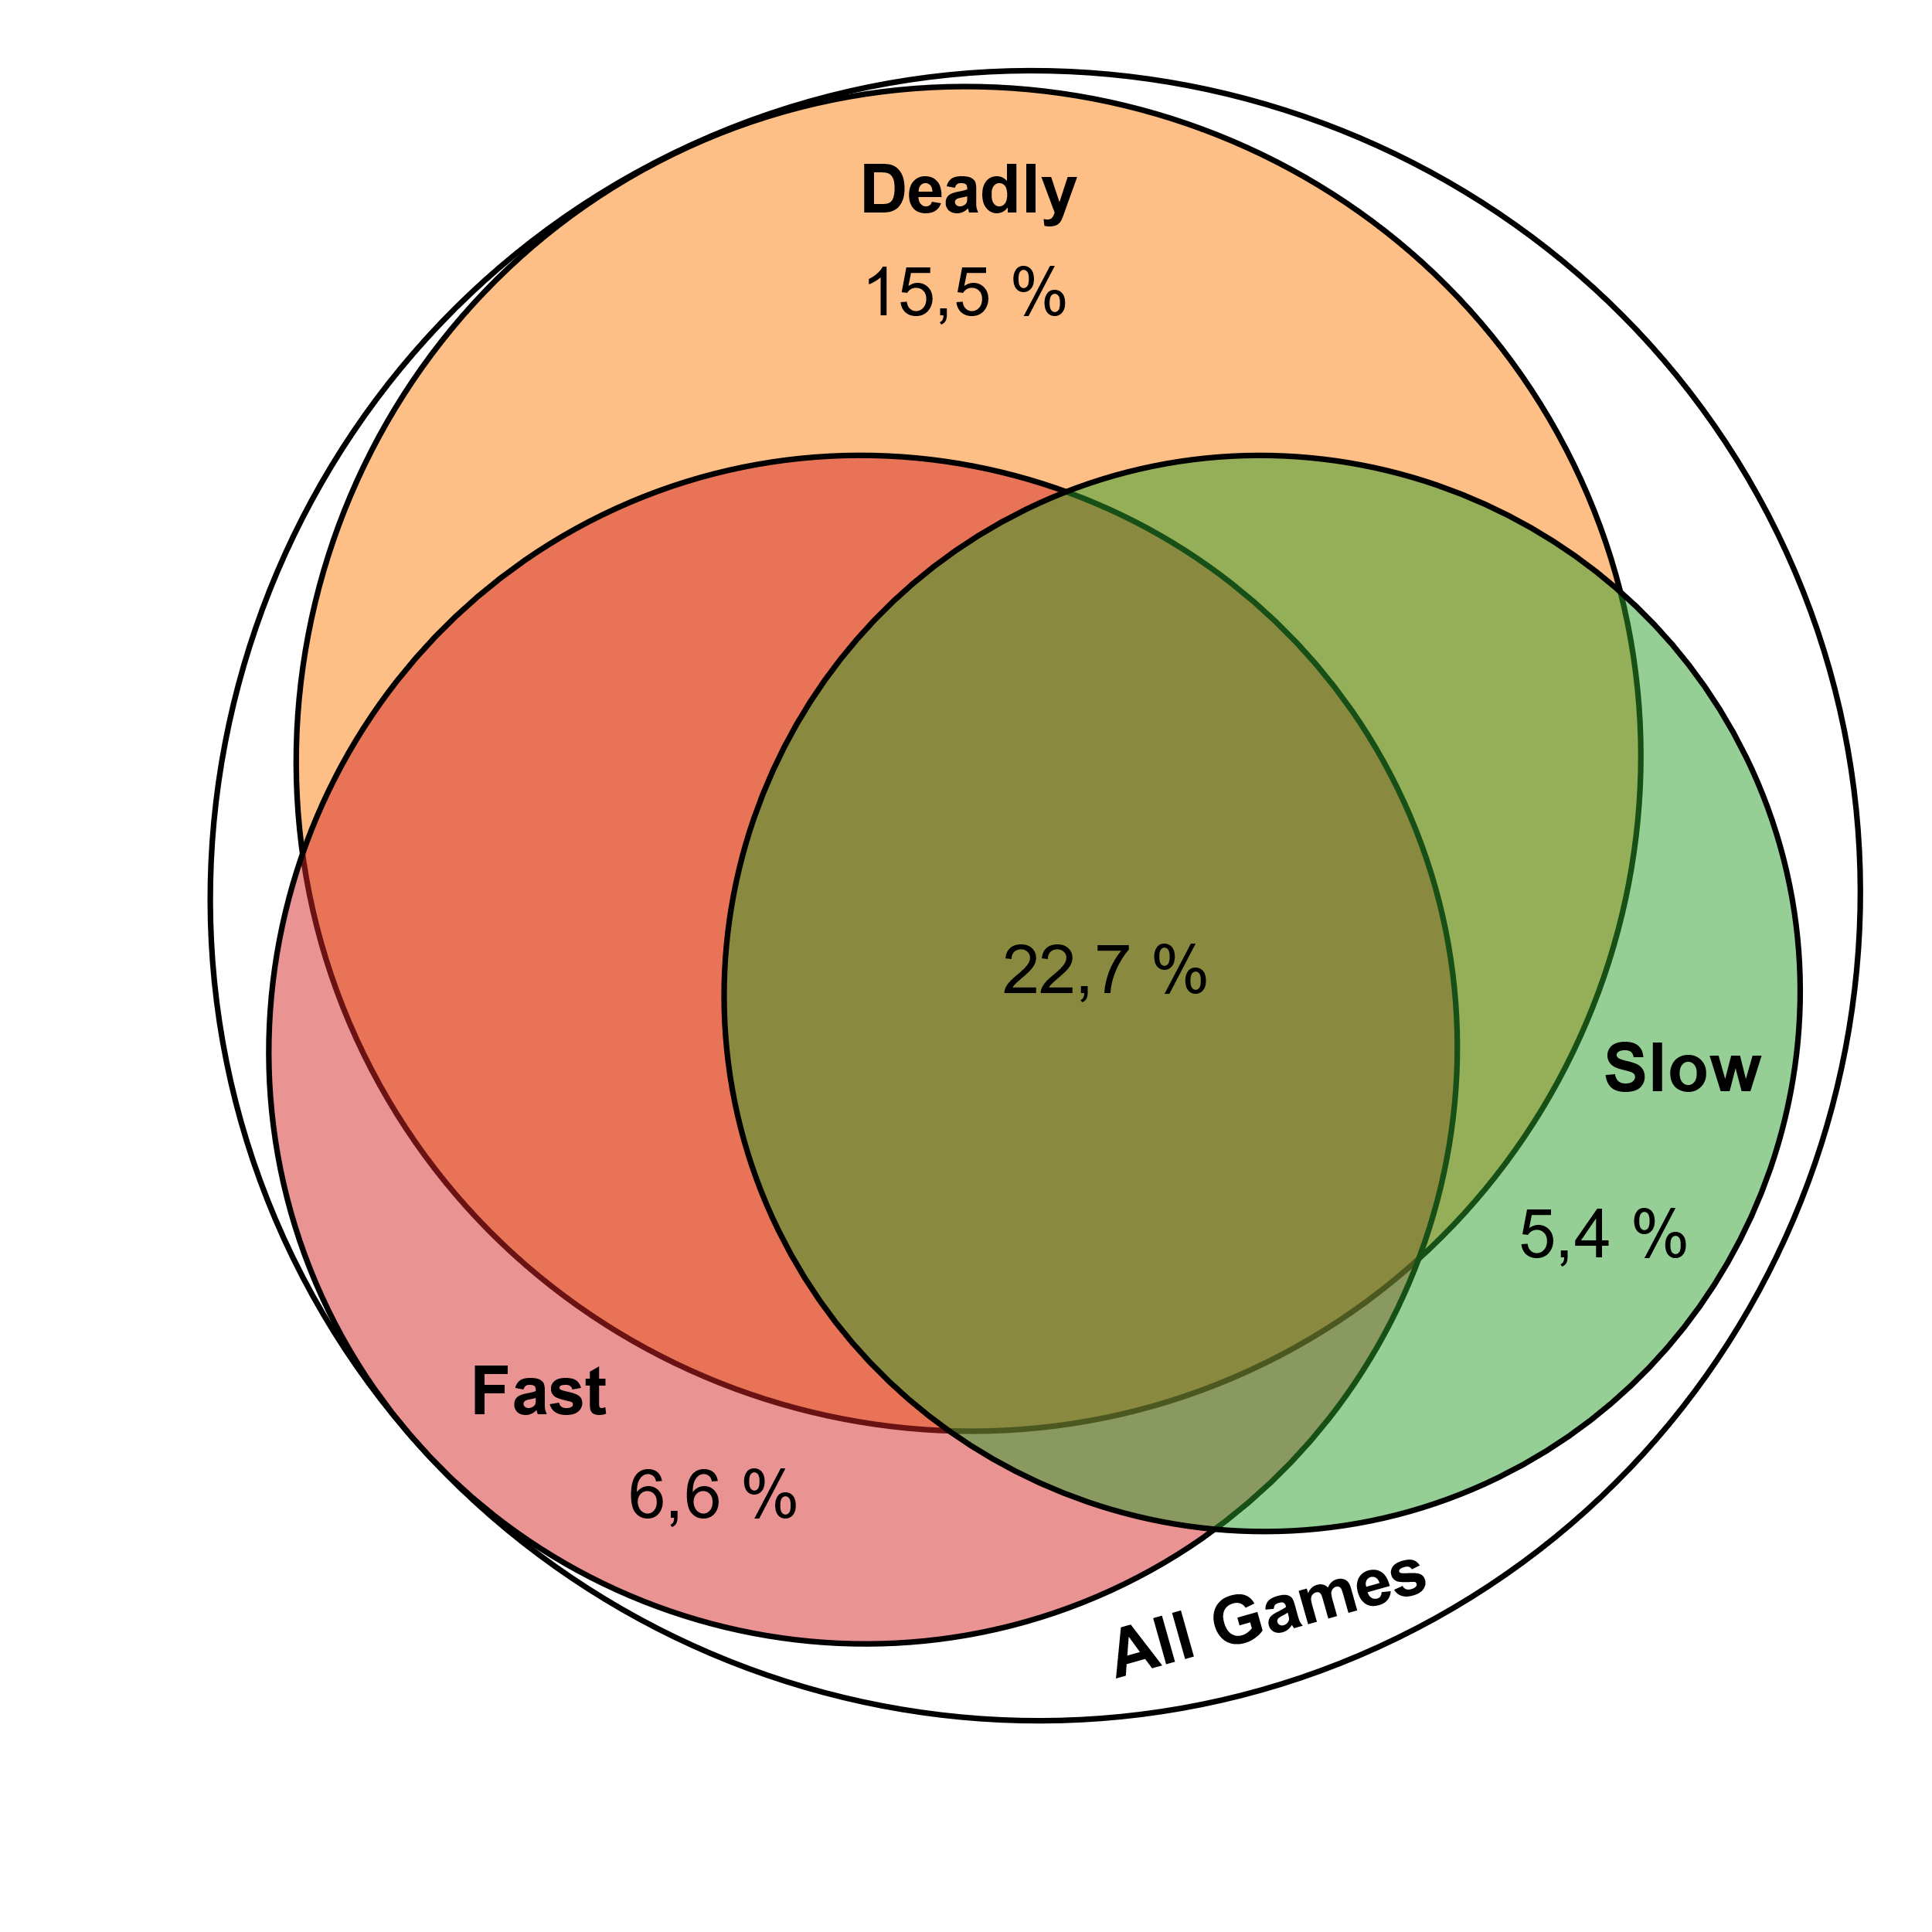 Deadly
15,5 %
22,7 %
Slow
5,4 %
Fast
6,6 %
All Games